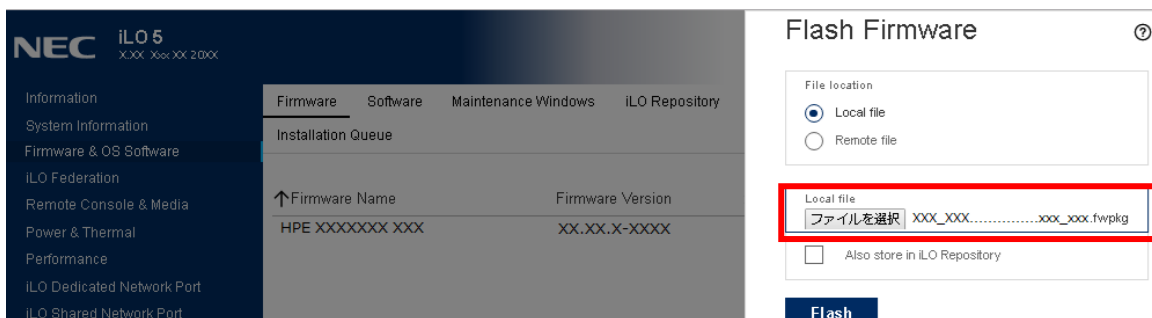 NEC iLO 5
X.XX Xxx XX 20XX
Information
System Information
Firmware & OS Software
iLO Federation
Remote Console & Media
Power & Thermal
Performance
iLO Dedicated Network Port
iLO Shared Network Port
Firmware Software Maintenance Windows iLO Repository
Installation Queue
↑Firmware Name Firmware Version
HPE XXXXXXX XXX XX.XX.X-XXXX
Flash Firmware ?
File location
Local file
Remote file
Local file
ファイルを選択 XXX_XXX...............xxx_xxx.fwpkg
Also store in iLO Repository
Flash